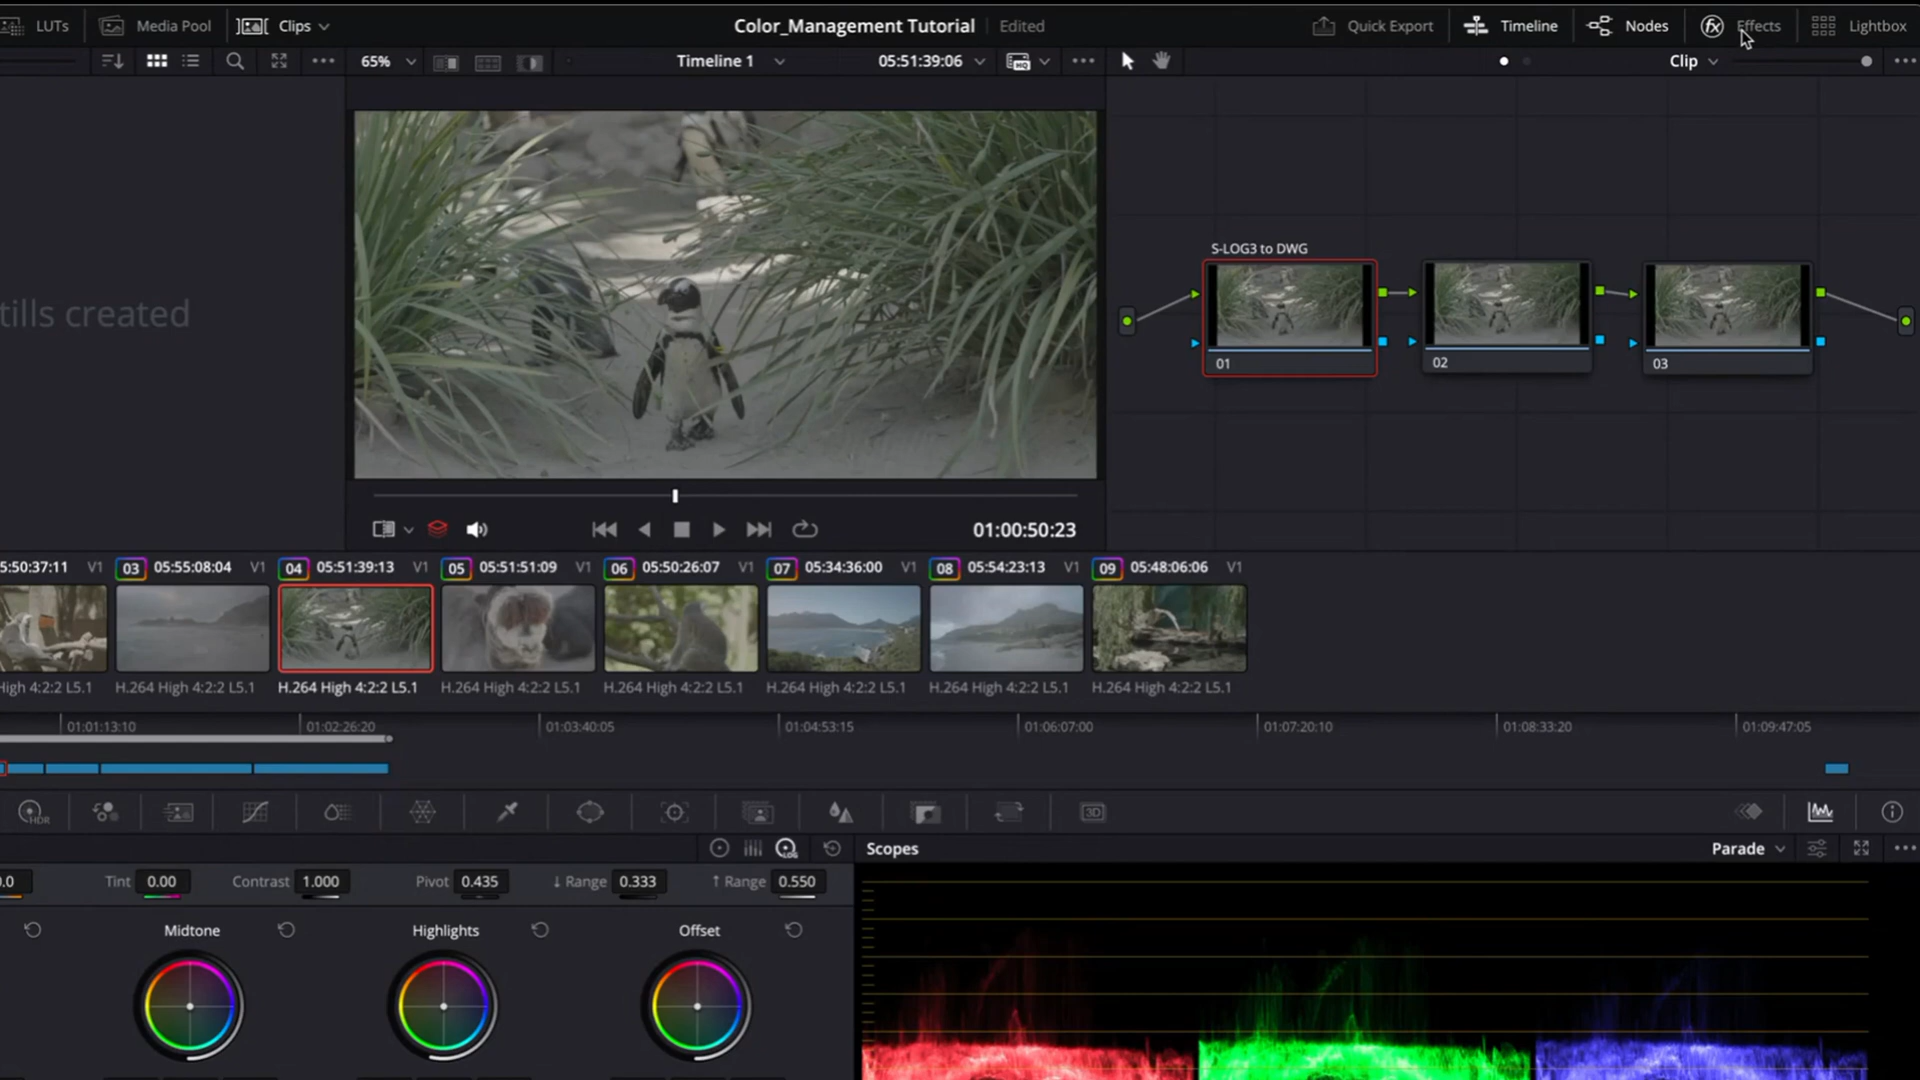 LUTs Media Pool Clips Color_Management Tutorial Edited Quick Export Timeline Nodes fx Effects Lightbox
65% Timeline 1 05:51:39:06 HQ Clip
S-LOG3 to DWG
tills created
01 02 03
01:00:50:23
5:50:37:11 V1 03 05:55:08:04 V1 04 05:51:39:13 V1 05 05:51:51:09 V1 06 05:50:26:07 V1 07 05:34:36:00 V1 08 05:54:23:13 V1 09 05:48:06:06 V1
High 4:2:2 L5.1 H.264 High 4:2:2 L5.1 H.264 High 4:2:2 L5.1 H.264 High 4:2:2 L5.1 H.264 High 4:2:2 L5.1 H.264 High 4:2:2 L5.1 H.264 High 4:2:2 L5.1 H.264 High 4:2:2 L5.1
01:01:13:10 01:02:26:20 01:03:40:05 01:04:53:15 01:06:07:00 01:07:20:10 01:08:33:20 01:09:47:05
HDR 3D
LOG Scopes Parade
0.0 Tint 0.00 Contrast 1.000 Pivot 0.435 ↓ Range 0.333 ↑ Range 0.550
Midtone Highlights Offset